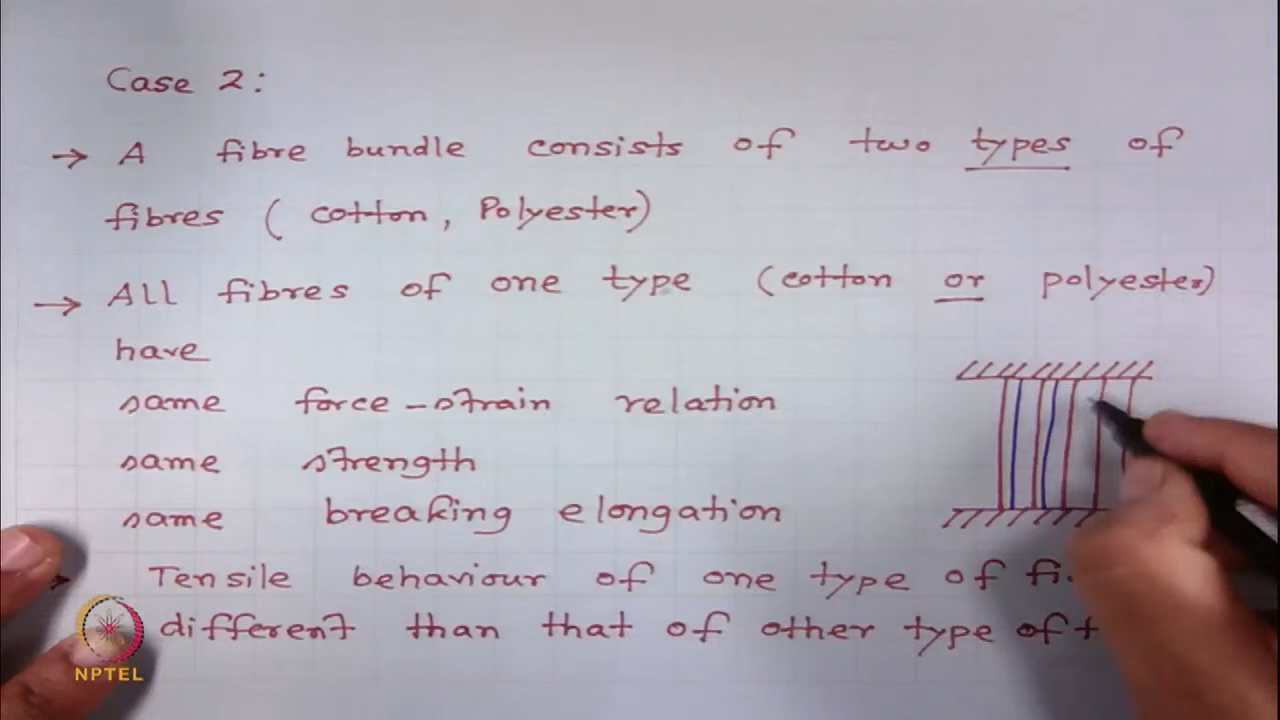 Case 2:
→ A fibre bundle consists of two types of
fibres ( cotton, Polyester)
→ All fibres of one type (cotton or polyester)
have
same force-strain relation
same strength
same breaking elongation
Tensile behaviour of one type of
different than that of other type of
NPTEL